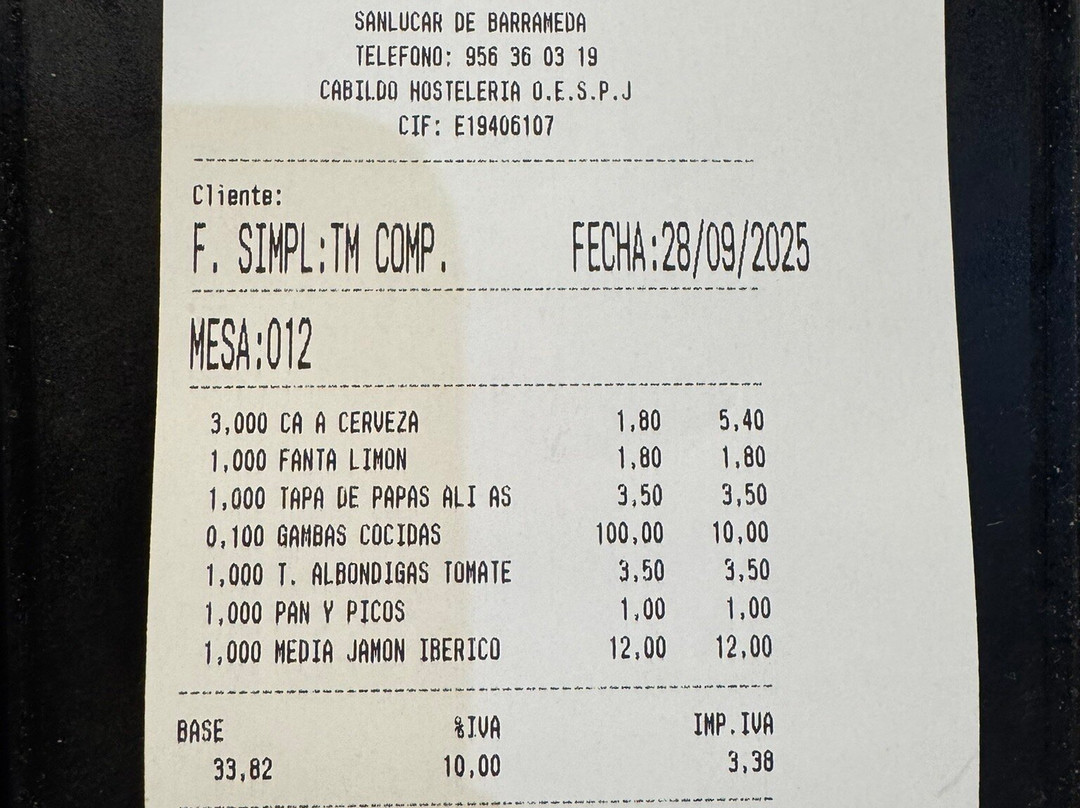 SANLUCAR DE BARRAMEDA
TELEFONO: 956 36 03 19
CABILDO HOSTELERIA O.E.S.P.J
CIF: E19406107
Cliente:
F. SIMPL:TM COMP. FECHA:28/09/2025
MESA:012
3,000 CA A CERVEZA 1,80 5,40
1,000 FANTA LIMON 1,80 1,80
1,000 TAPA DE PAPAS ALI AS 3,50 3,50
0,100 GAMBAS COCIDAS 100,00 10,00
1,000 T. ALBONDIGAS TOMATE 3,50 3,50
1,000 PAN Y PICOS 1,00 1,00
1,000 MEDIA JAMON IBERICO 12,00 12,00
BASE %IVA IMP.IVA
33,82 10,00 3,38